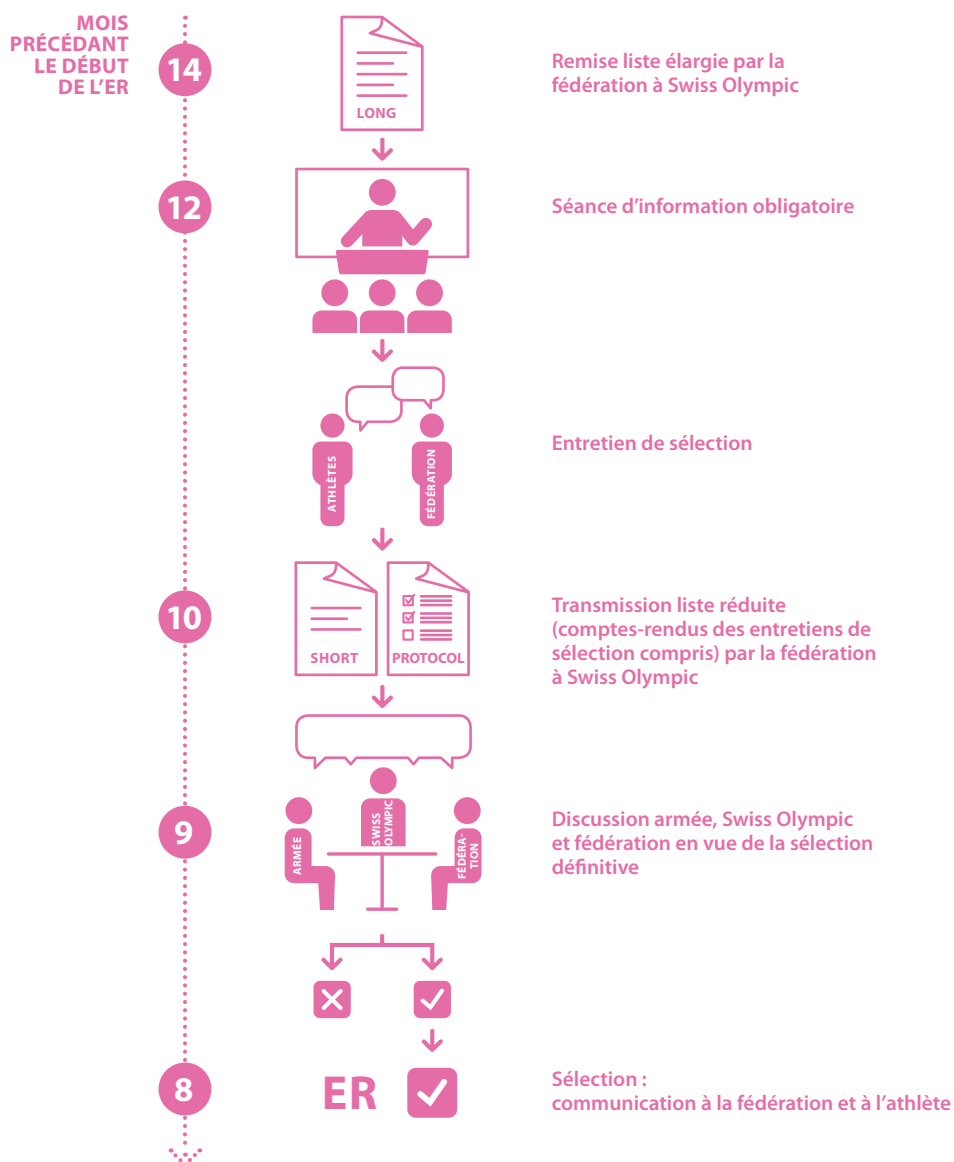 MOIS
PRÉCÉDANT
LE DÉBUT
DE L'ER
14
LONG
Remise liste élargie par la
fédération à Swiss Olympic
12
Séance d'information obligatoire
ATHLÈTES
FÉDÉRATION
Entretien de sélection
10
SHORT
PROTOCOL
Transmission liste réduite
(comptes-rendus des entretiens de
sélection compris) par la fédération
à Swiss Olympic
9
ARMÉE
SWISS
OLYMPIC
FÉDÉRA-
TION
Discussion armée, Swiss Olympic
et fédération en vue de la sélection
définitive
8
ER
Sélection :
communication à la fédération et à l'athlète